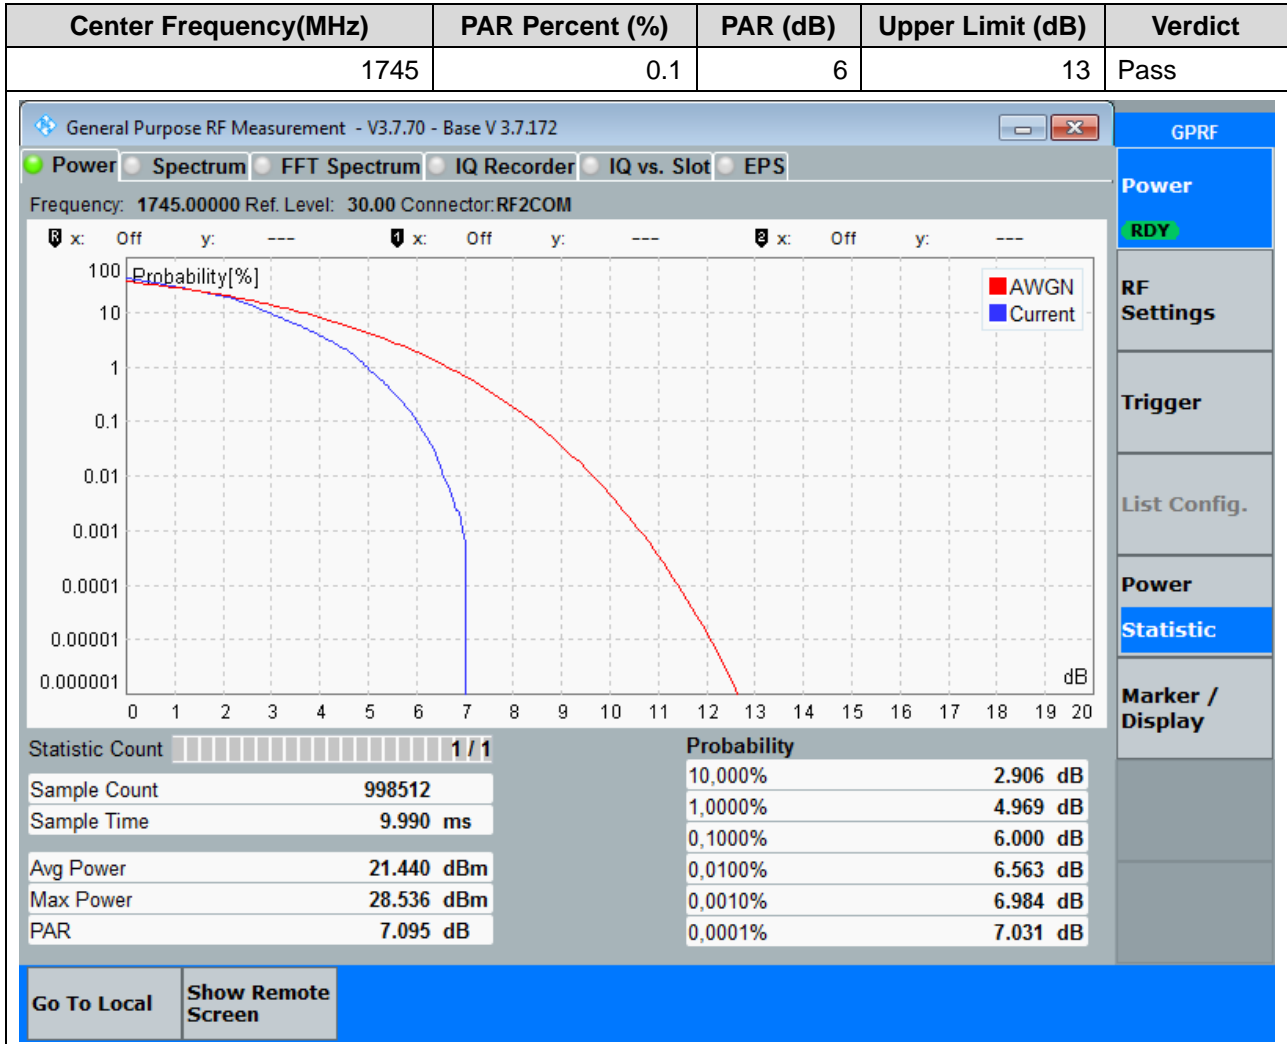 Center Frequency(MHz) PAR Percent (%) PAR (dB) Upper Limit (dB) Verdict
1745 0.1 6 13 Pass
General Purpose RF Measurement - V3.7.70 - Base V 3.7.172
GPRF
Power Spectrum FFT Spectrum IQ Recorder IQ vs. Slot EPS
Frequency: 1745.00000 Ref. Level: 30.00 Connector:RF2COM
R x: Off y: --- 1 x: Off y: --- 2 x: Off y: ---
Probability[%]
AWGN
Current
100
10
1
0.1
0.01
0.001
0.0001
0.00001
0.000001
dB
0 1 2 3 4 5 6 7 8 9 10 11 12 13 14 15 16 17 18 19 20
Statistic Count 1 / 1
Sample Count 998512
Sample Time 9.990 ms
Avg Power 21.440 dBm
Max Power 28.536 dBm
PAR 7.095 dB
Probability
10,000% 2.906 dB
1,0000% 4.969 dB
0,1000% 6.000 dB
0,0100% 6.563 dB
0,0010% 6.984 dB
0,0001% 7.031 dB
Power
RDY
RF
Settings
Trigger
List Config.
Power
Statistic
Marker /
Display
Go To Local
Show Remote
Screen